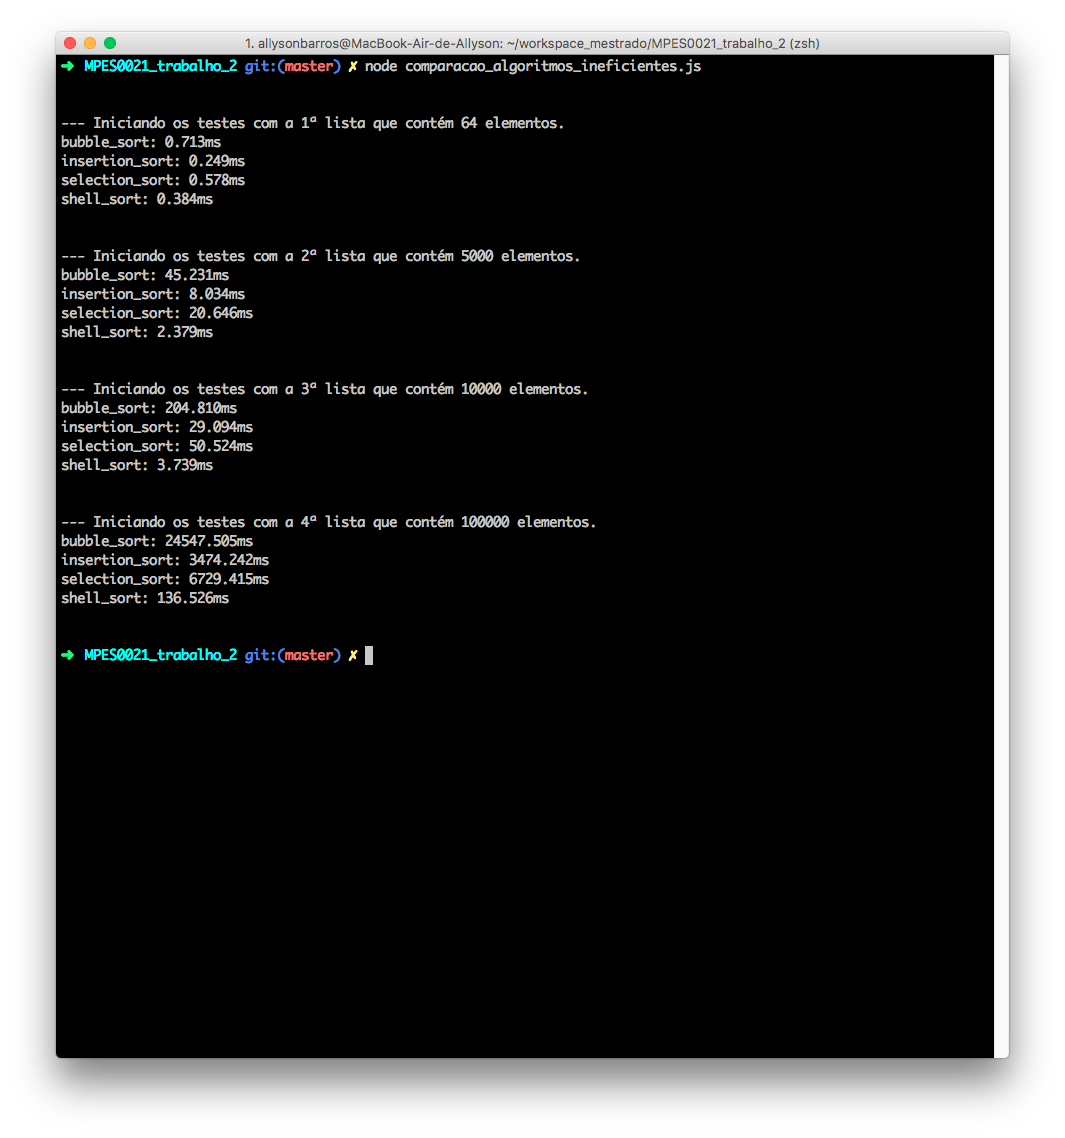 1. allysonbarros@MacBook-Air-de-Allyson: ~/workspace_mestrado/MPES0021_trabalho_2 (zsh)
➜ MPES0021_trabalho_2 git:(master) ✗ node comparacao_algoritmos_ineficientes.js
--- Iniciando os testes com a 1ª lista que contém 64 elementos.
bubble_sort: 0.713ms
insertion_sort: 0.249ms
selection_sort: 0.578ms
shell_sort: 0.384ms
--- Iniciando os testes com a 2ª lista que contém 5000 elementos.
bubble_sort: 45.231ms
insertion_sort: 8.034ms
selection_sort: 20.646ms
shell_sort: 2.379ms
--- Iniciando os testes com a 3ª lista que contém 10000 elementos.
bubble_sort: 204.810ms
insertion_sort: 29.094ms
selection_sort: 50.524ms
shell_sort: 3.739ms
--- Iniciando os testes com a 4ª lista que contém 100000 elementos.
bubble_sort: 24547.505ms
insertion_sort: 3474.242ms
selection_sort: 6729.415ms
shell_sort: 136.526ms
➜ MPES0021_trabalho_2 git:(master) ✗